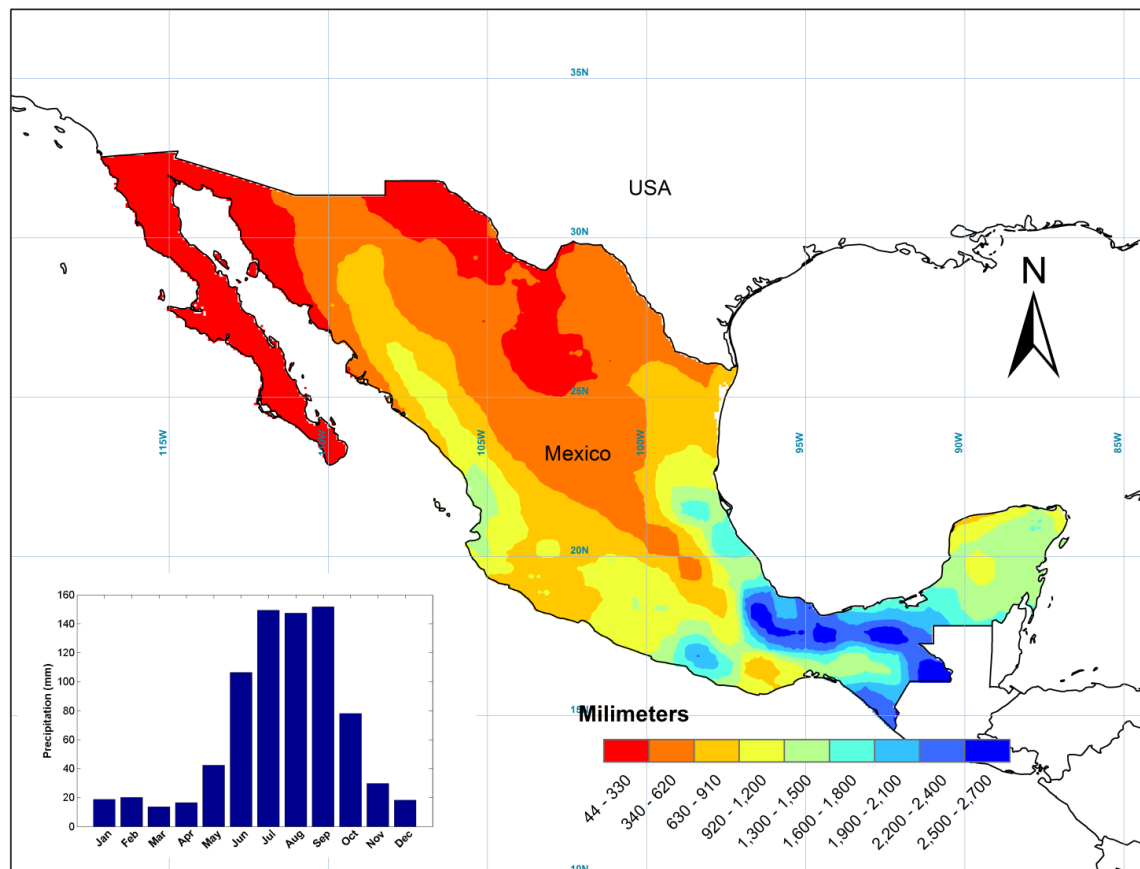 35N
USA
30N
N
115W
110W
25N
105W
100W
95W
90W
85W
Mexico
20N
15N
10N
Milimeters
44 - 330
340 - 620
630 - 910
920 - 1,200
1,300 - 1,500
1,600 - 1,800
1,900 - 2,100
2,200 - 2,400
2,500 - 2,700
Precipitation (mm)
160
140
120
100
80
60
40
20
0
Jan Feb Mar Apr May Jun Jul Aug Sep Oct Nov Dec